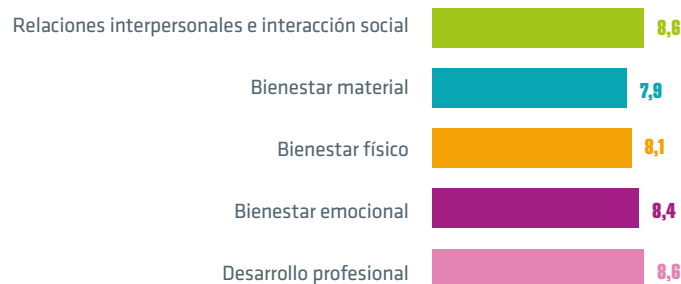 Relaciones interpersonales e interacción social 8,6
Bienestar material 7,9
Bienestar físico 8,1
Bienestar emocional 8,4
Desarrollo profesional 8,6